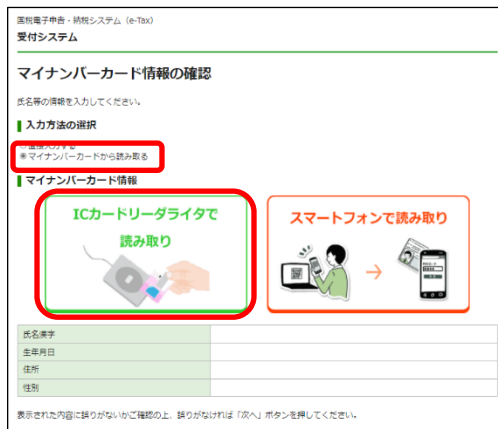 国税電子申告・納税システム (e-Tax)
受付システム
マイナンバーカード情報の確認
氏名等の情報を入力してください。
入力方法の選択
直接入力する
マイナンバーカードから読み取る
マイナンバーカード情報
ICカードリーダライタで
読み取り
スマートフォンで読み取り
氏名漢字
生年月日
住所
性別
表示された内容に誤りがないかご確認の上、誤りがなければ「次へ」ボタンを押してください。